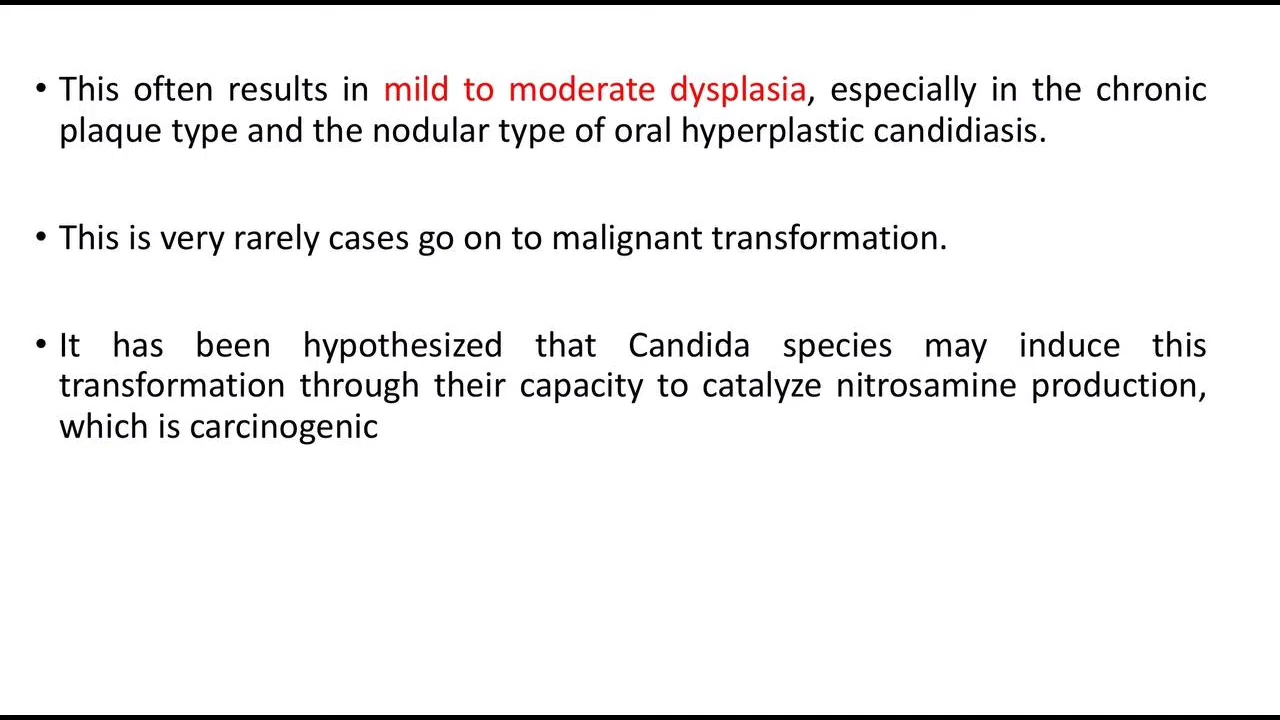 • This often results in mild to moderate dysplasia, especially in the chronic
plaque type and the nodular type of oral hyperplastic candidiasis.
• This is very rarely cases go on to malignant transformation.
• It has been hypothesized that Candida species may induce this
transformation through their capacity to catalyze nitrosamine production,
which is carcinogenic